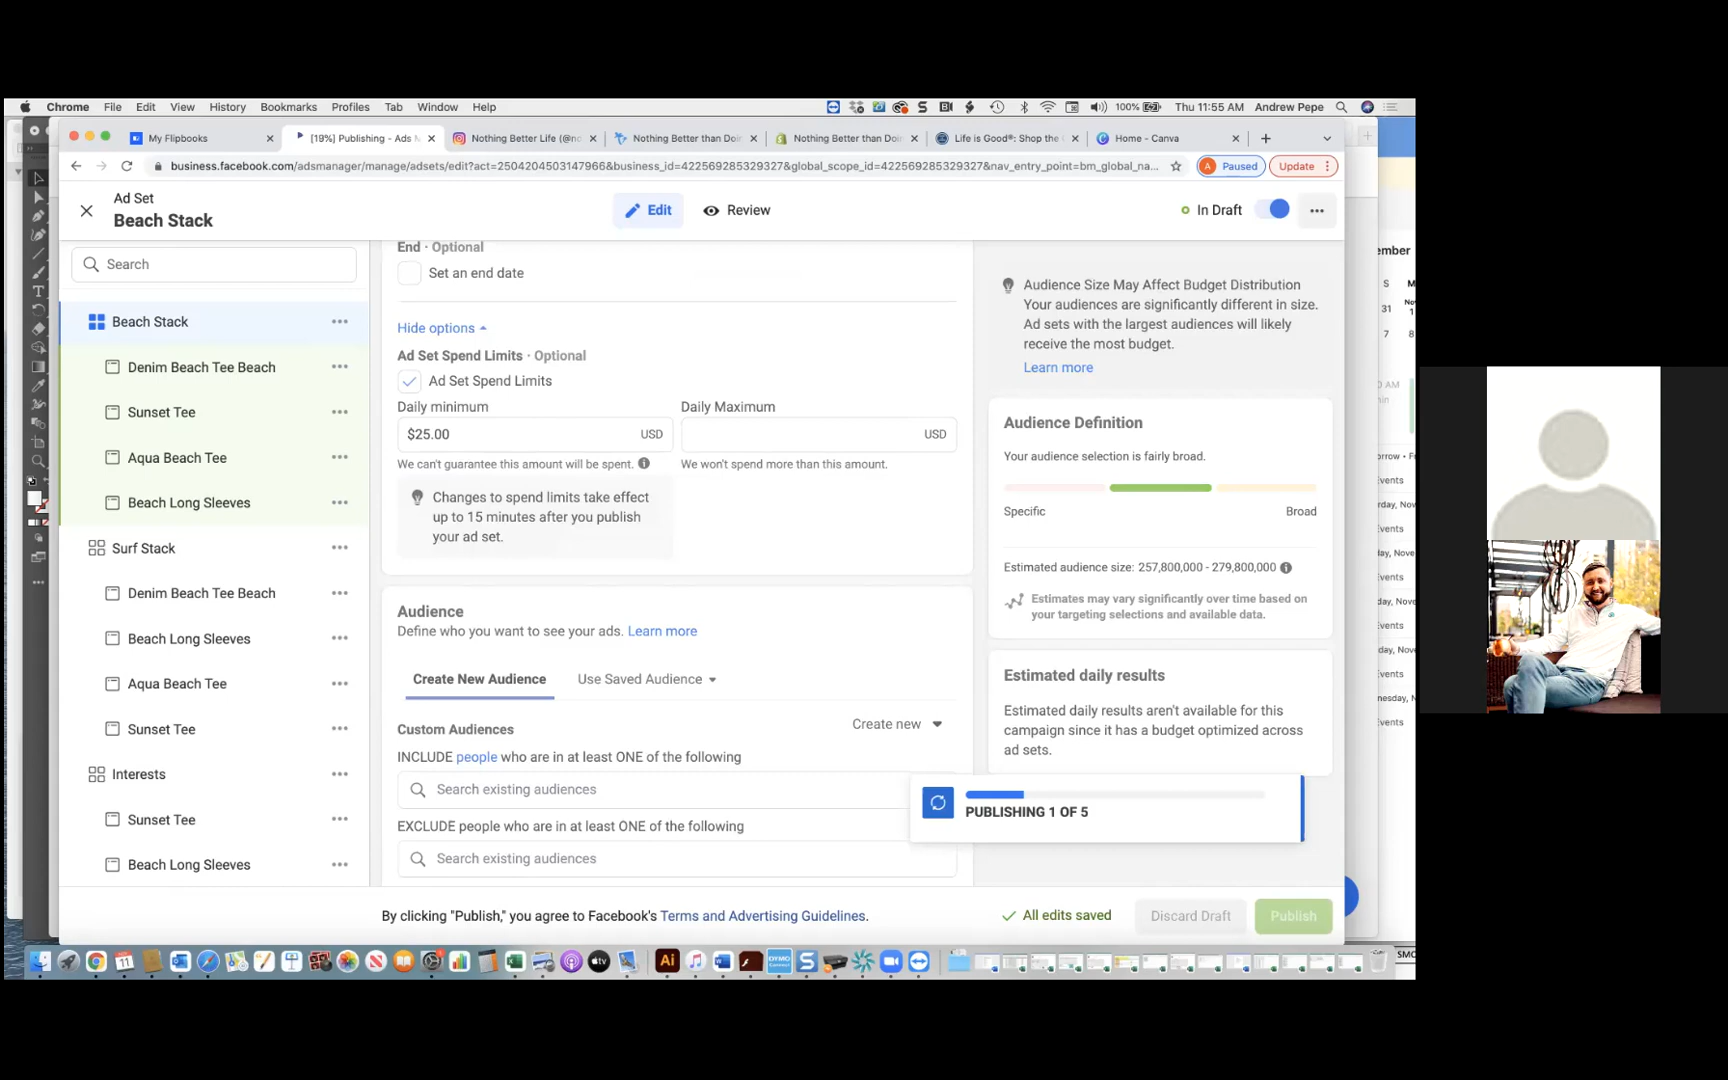 Chrome File Edit View History Bookmarks Profiles Tab Window Help 100% Thu 11:55 AM Andrew Pepe
My Flipbooks [19%] Publishing - Ads M Nothing Better Life (@nc Nothing Better than Doin Nothing Better than Doin Life is Good®: Shop the Home - Canva
business.facebook.com/adsmanager/manage/adsets/edit?act=2504204503147966&business_id=422569285329327&global_scope_id=422569285329327&nav_entry_point=bm_global_na... A Paused Update
Ad Set
Beach Stack
Edit Review In Draft
Search
Beach Stack
Denim Beach Tee Beach
Sunset Tee
Aqua Beach Tee
Beach Long Sleeves
Surf Stack
Denim Beach Tee Beach
Beach Long Sleeves
Aqua Beach Tee
Sunset Tee
Interests
Sunset Tee
Beach Long Sleeves
End · Optional
Set an end date
Hide options
Ad Set Spend Limits · Optional
Ad Set Spend Limits
Daily minimum Daily Maximum
$25.00 USD USD
We can't guarantee this amount will be spent. We won't spend more than this amount.
Changes to spend limits take effect
up to 15 minutes after you publish
your ad set.
Audience
Define who you want to see your ads. Learn more
Create New Audience Use Saved Audience
Custom Audiences Create new
INCLUDE people who are in at least ONE of the following
Search existing audiences
EXCLUDE people who are in at least ONE of the following
Search existing audiences
Audience Size May Affect Budget Distribution
Your audiences are significantly different in size.
Ad sets with the largest audiences will likely
receive the most budget.
Learn more
Audience Definition
Your audience selection is fairly broad.
Specific Broad
Estimated audience size: 257,800,000 - 279,800,000
Estimates may vary significantly over time based on
your targeting selections and available data.
Estimated daily results
Estimated daily results aren't available for this
campaign since it has a budget optimized across
ad sets.
PUBLISHING 1 OF 5
By clicking "Publish," you agree to Facebook's Terms and Advertising Guidelines. All edits saved Discard Draft Publish
ember
S M
31
7 8
Events
Events
Events
Events
Events
Events